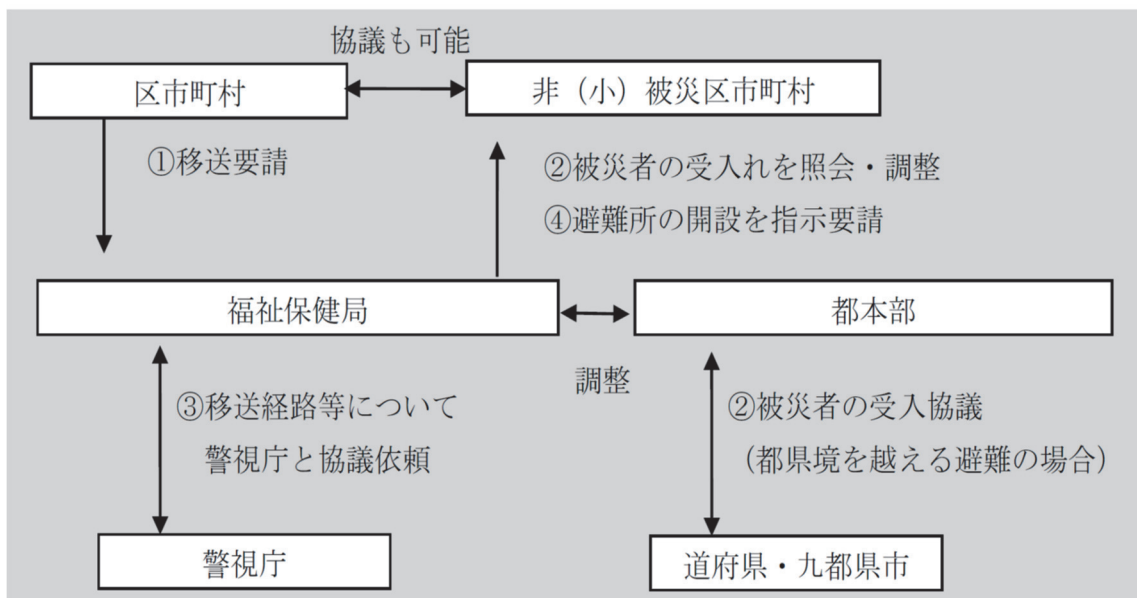 協議も可能
区市町村
非（小）被災区市町村
①移送要請
②被災者の受入れを照会・調整
④避難所の開設を指示要請
福祉保健局
都本部
調整
③移送経路等について
警視庁と協議依頼
②被災者の受入協議
（都県境を越える避難の場合）
警視庁
道府県・九都県市